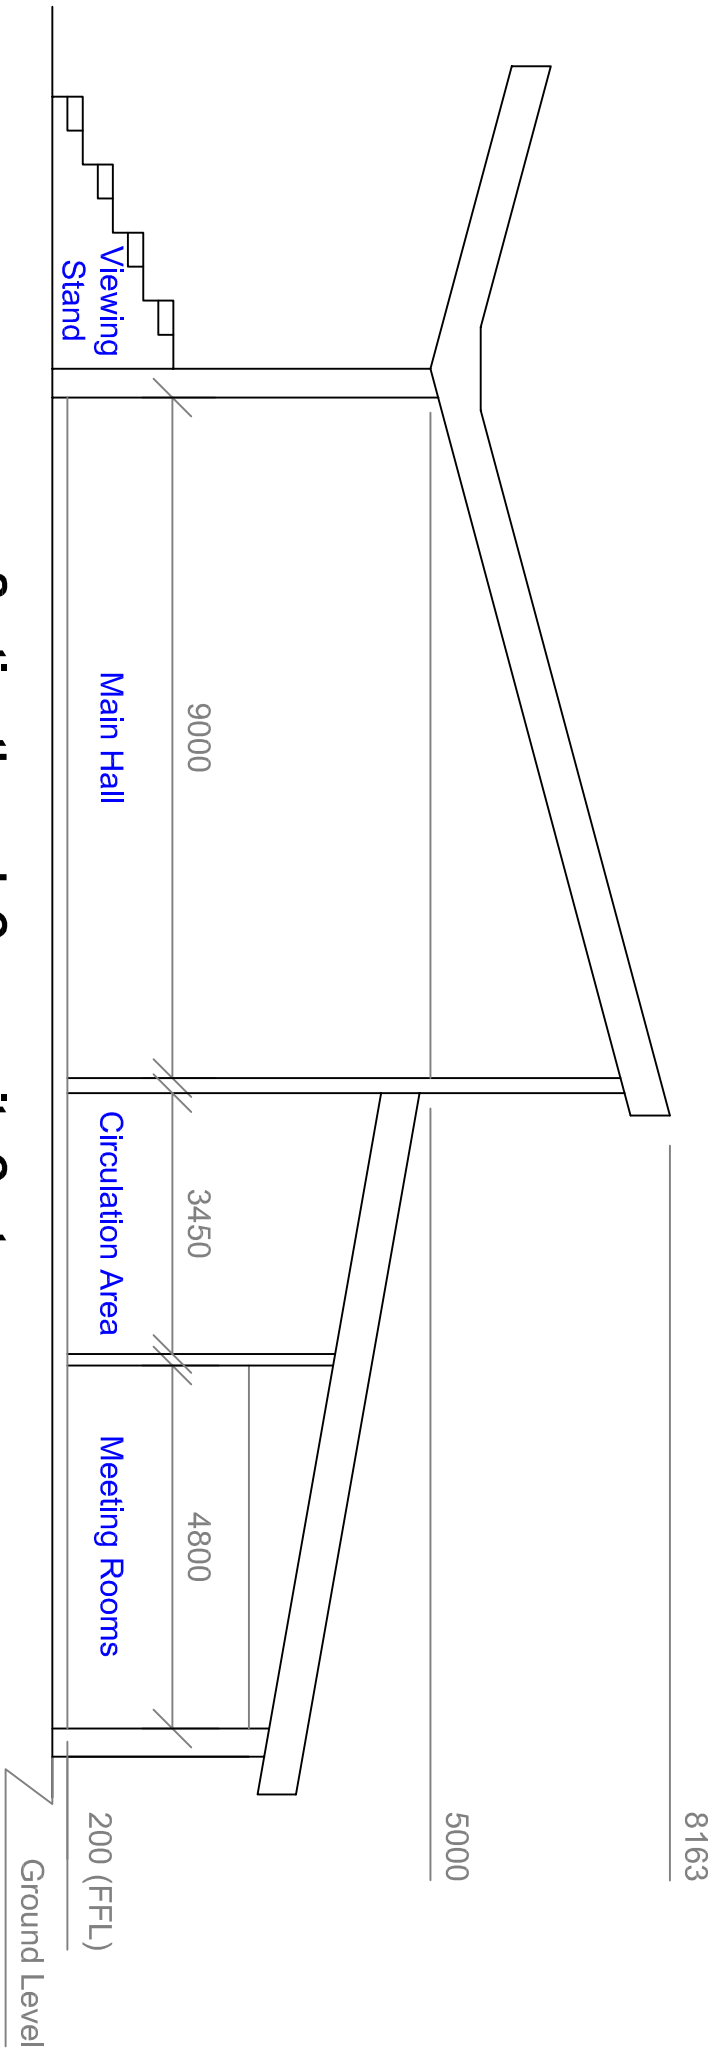 8163
5000
Viewing
Stand
9000
3450
4800
Main Hall
Circulation Area
Meeting Rooms
200 (FFL)
Ground Level